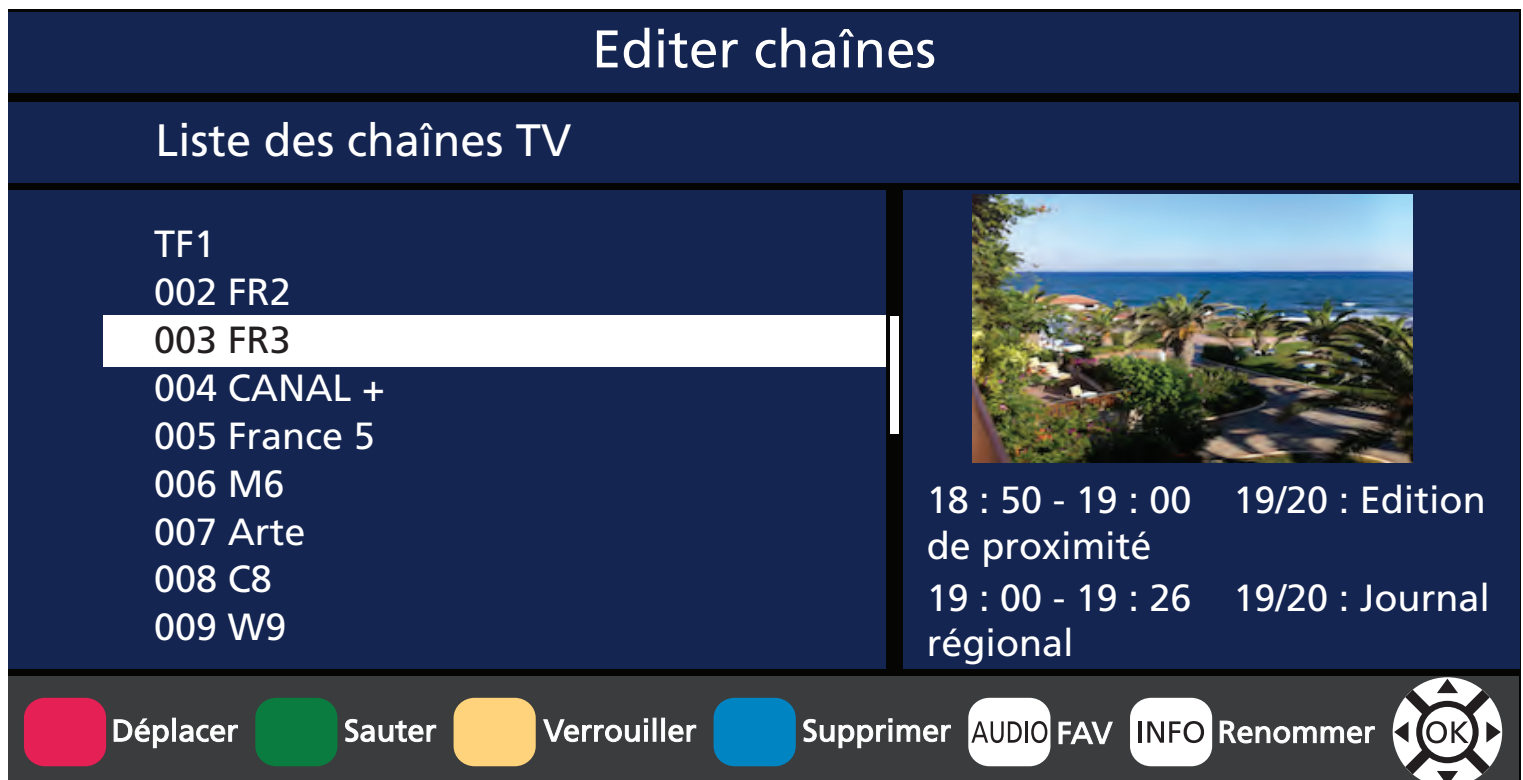 Editer chaînes
Liste des chaînes TV
TF1
002 FR2
003 FR3
004 CANAL +
005 France 5
006 M6
007 Arte
008 C8
009 W9
18 : 50 - 19 : 00 19/20 : Edition
de proximité
19 : 00 - 19 : 26 19/20 : Journal
régional
Déplacer Sauter Verrouiller Supprimer AUDIO FAV INFO Renommer OK